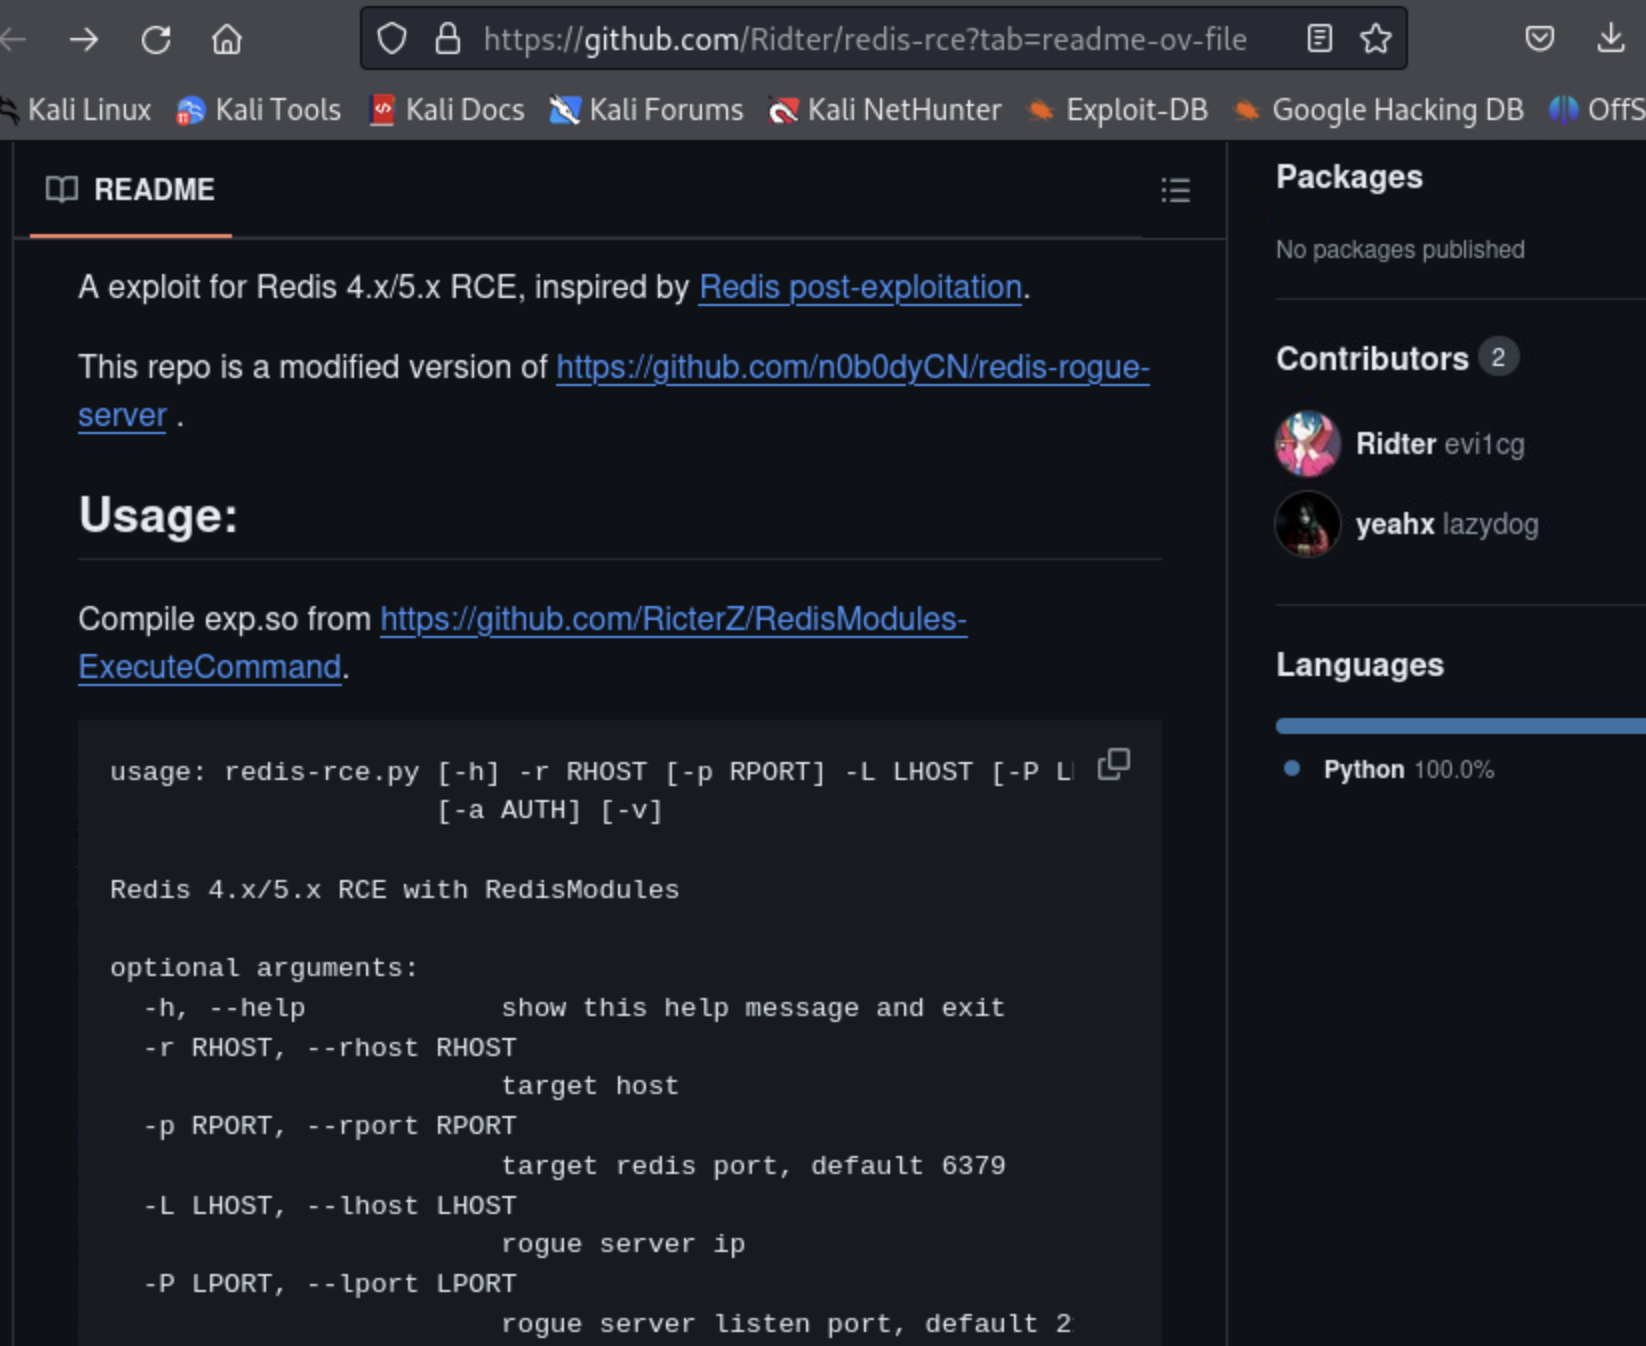 https://github.com/Ridter/redis-rce?tab=readme-ov-file
Kali Linux Kali Tools Kali Docs Kali Forums Kali NetHunter Exploit-DB Google Hacking DB OffS
README
A exploit for Redis 4.x/5.x RCE, inspired by Redis post-exploitation.
This repo is a modified version of https://github.com/n0b0dyCN/redis-rogue-
server .
Usage:
Compile exp.so from https://github.com/RicterZ/RedisModules-
ExecuteCommand.
usage: redis-rce.py [-h] -r RHOST [-p RPORT] -L LHOST [-P L
[-a AUTH] [-v]
Redis 4.x/5.x RCE with RedisModules
optional arguments:
-h, --help show this help message and exit
-r RHOST, --rhost RHOST
target host
-p RPORT, --rport RPORT
target redis port, default 6379
-L LHOST, --lhost LHOST
rogue server ip
-P LPORT, --lport LPORT
rogue server listen port, default 2
Packages
No packages published
Contributors 2
Ridter evi1cg
yeahx lazydog
Languages
Python 100.0%